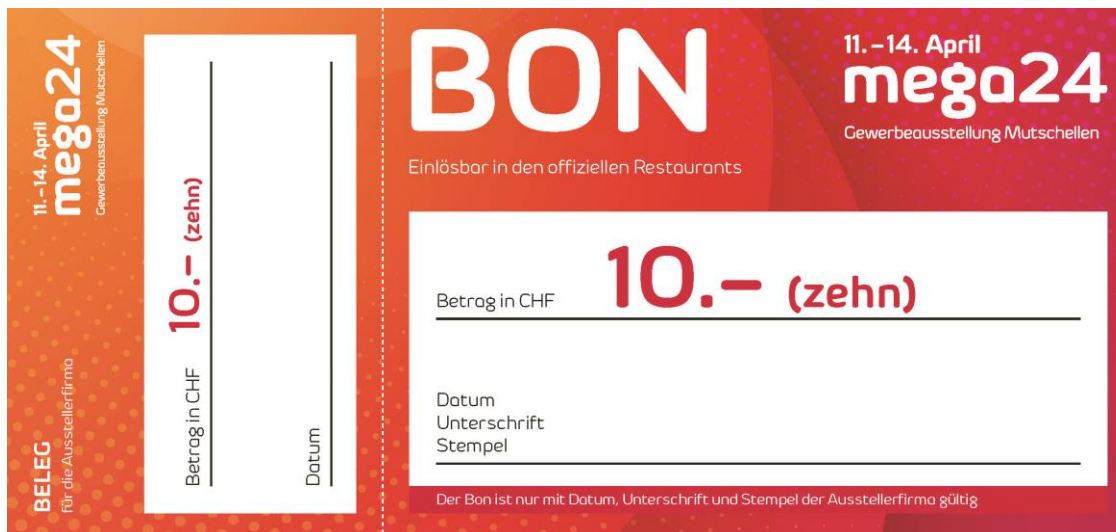 11.–14. April
mega24
Gewerbeausstellung Mutschellen
BELEG
für die Ausstellerfirma
Betrag in CHF 10.– (zehn)
Datum
BON
Einlösbar in den offiziellen Restaurants
11.–14. April
mega24
Gewerbeausstellung Mutschellen
Betrag in CHF 10.– (zehn)
Datum
Unterschrift
Stempel
Der Bon ist nur mit Datum, Unterschrift und Stempel der Ausstellerfirma gültig